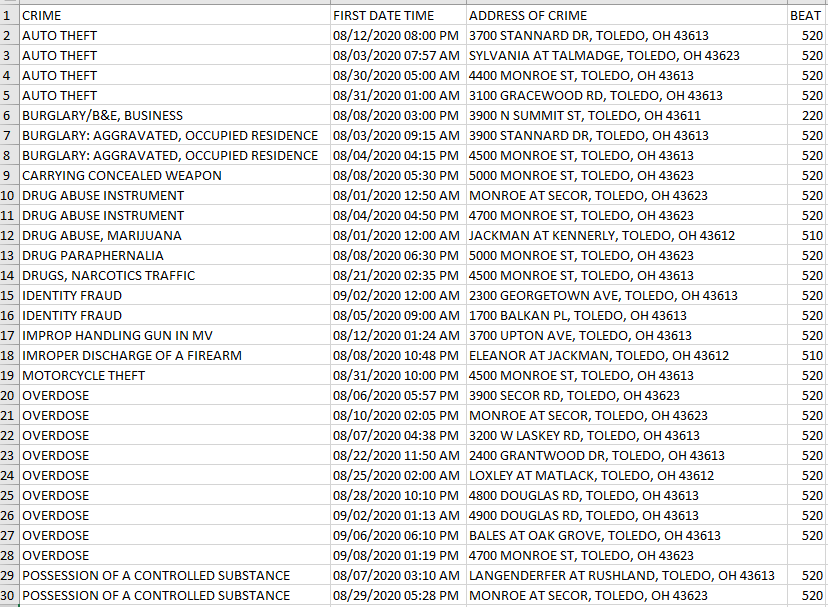 1 CRIME FIRST DATE TIME ADDRESS OF CRIME BEAT
2 AUTO THEFT 08/12/2020 08:00 PM 3700 STANNARD DR, TOLEDO, OH 43613 520
3 AUTO THEFT 08/03/2020 07:57 AM SYLVANIA AT TALMADGE, TOLEDO, OH 43623 520
4 AUTO THEFT 08/30/2020 05:00 AM 4400 MONROE ST, TOLEDO, OH 43613 520
5 AUTO THEFT 08/31/2020 01:00 AM 3100 GRACEWOOD RD, TOLEDO, OH 43613 520
6 BURGLARY/B&E, BUSINESS 08/08/2020 03:00 PM 3900 N SUMMIT ST, TOLEDO, OH 43611 220
7 BURGLARY: AGGRAVATED, OCCUPIED RESIDENCE 08/03/2020 09:15 AM 3900 STANNARD DR, TOLEDO, OH 43613 520
8 BURGLARY: AGGRAVATED, OCCUPIED RESIDENCE 08/04/2020 04:15 PM 4500 MONROE ST, TOLEDO, OH 43613 520
9 CARRYING CONCEALED WEAPON 08/08/2020 05:30 PM 5000 MONROE ST, TOLEDO, OH 43623 520
10 DRUG ABUSE INSTRUMENT 08/01/2020 12:50 AM MONROE AT SECOR, TOLEDO, OH 43623 520
11 DRUG ABUSE INSTRUMENT 08/04/2020 04:50 PM 4700 MONROE ST, TOLEDO, OH 43623 520
12 DRUG ABUSE, MARIJUANA 08/01/2020 12:00 AM JACKMAN AT KENNERLY, TOLEDO, OH 43612 510
13 DRUG PARAPHERNALIA 08/08/2020 06:30 PM 5000 MONROE ST, TOLEDO, OH 43623 520
14 DRUGS, NARCOTICS TRAFFIC 08/21/2020 02:35 PM 4500 MONROE ST, TOLEDO, OH 43613 520
15 IDENTITY FRAUD 09/02/2020 12:00 AM 2300 GEORGETOWN AVE, TOLEDO, OH 43613 520
16 IDENTITY FRAUD 08/05/2020 09:00 AM 1700 BALKAN PL, TOLEDO, OH 43613 520
17 IMPROP HANDLING GUN IN MV 08/12/2020 01:24 AM 3700 UPTON AVE, TOLEDO, OH 43613 520
18 IMROPER DISCHARGE OF A FIREARM 08/08/2020 10:48 PM ELEANOR AT JACKMAN, TOLEDO, OH 43612 510
19 MOTORCYCLE THEFT 08/31/2020 10:00 PM 4500 MONROE ST, TOLEDO, OH 43613 520
20 OVERDOSE 08/06/2020 05:57 PM 3900 SECOR RD, TOLEDO, OH 43623 520
21 OVERDOSE 08/10/2020 02:05 PM MONROE AT SECOR, TOLEDO, OH 43623 520
22 OVERDOSE 08/07/2020 04:38 PM 3200 W LASKEY RD, TOLEDO, OH 43613 520
23 OVERDOSE 08/22/2020 11:50 AM 2400 GRANTWOOD DR, TOLEDO, OH 43613 520
24 OVERDOSE 08/25/2020 02:00 AM LOXLEY AT MATLACK, TOLEDO, OH 43612 520
25 OVERDOSE 08/28/2020 10:10 PM 4800 DOUGLAS RD, TOLEDO, OH 43613 520
26 OVERDOSE 09/02/2020 01:13 AM 4900 DOUGLAS RD, TOLEDO, OH 43613 520
27 OVERDOSE 09/06/2020 06:10 PM BALES AT OAK GROVE, TOLEDO, OH 43613 520
28 OVERDOSE 09/08/2020 01:19 PM 4700 MONROE ST, TOLEDO, OH 43623
29 POSSESSION OF A CONTROLLED SUBSTANCE 08/07/2020 03:10 AM LANGENDERFER AT RUSHLAND, TOLEDO, OH 43613 520
30 POSSESSION OF A CONTROLLED SUBSTANCE 08/29/2020 05:28 PM MONROE AT SECOR, TOLEDO, OH 43623 520